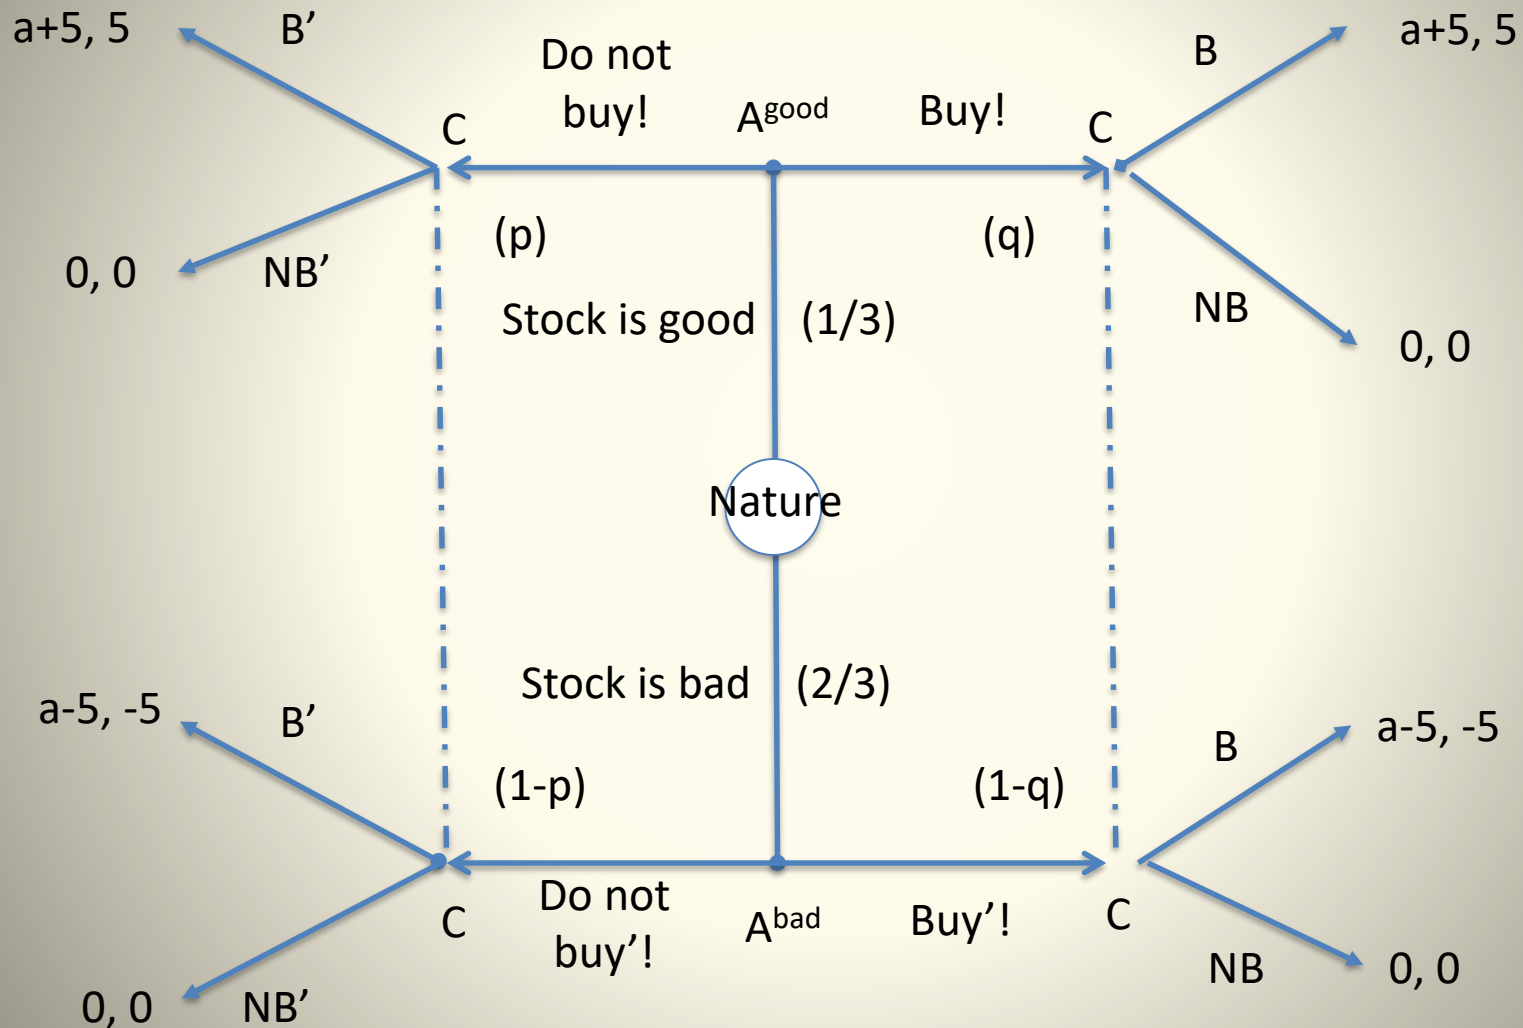 a+5, 5
B’
Do not
buy!
A^good
Buy!
B
a+5, 5
C
C
(p)
(q)
0, 0
NB’
NB
0, 0
Stock is good
(1/3)
Nature
Stock is bad
(2/3)
a-5, -5
B’
B
a-5, -5
(1-p)
(1-q)
C
Do not
buy’!
A^bad
Buy’!
C
0, 0
NB’
NB
0, 0